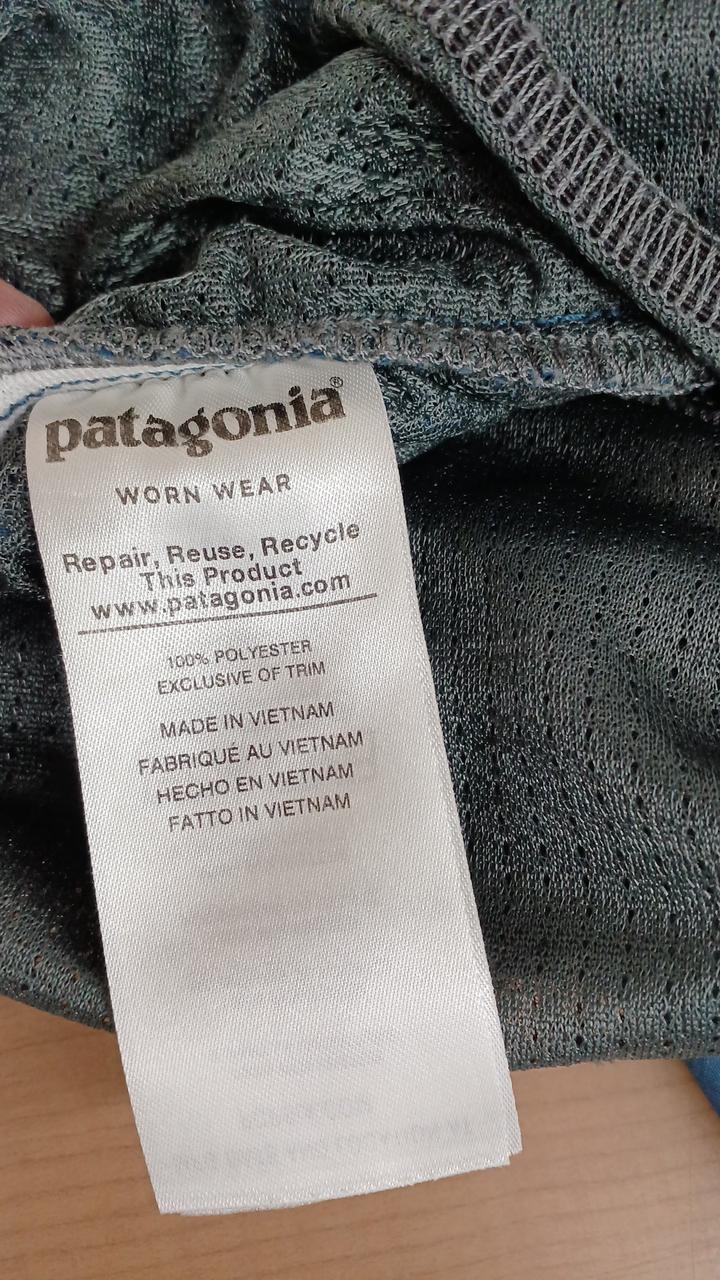 patagonia®
WORN WEAR
Repair, Reuse, Recycle
This Product
www.patagonia.com
100% POLYESTER
EXCLUSIVE OF TRIM
MADE IN VIETNAM
FABRIQUÉ AU VIETNAM
HECHO EN VIETNAM
FATTO IN VIETNAM